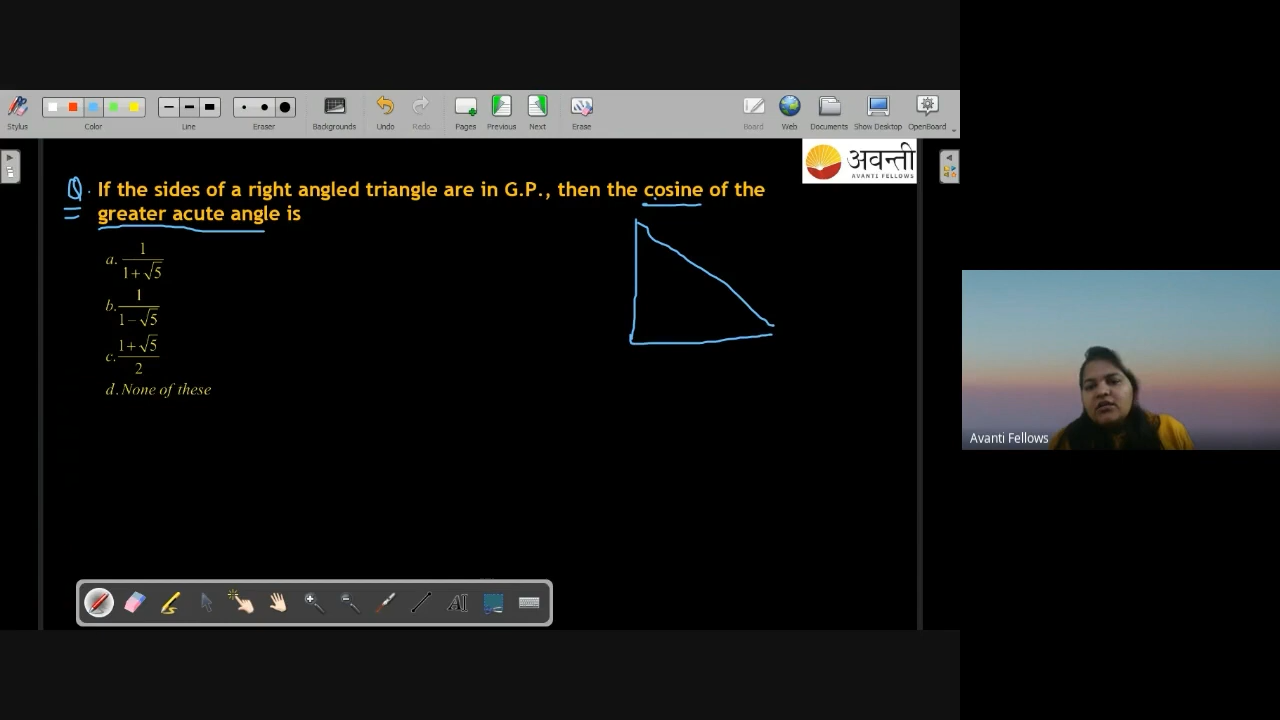 Stylus
Color
Line
Eraser
Backgrounds
Undo
Redo
Pages
Previous
Next
Erase
Board
Web
Documents
Show Desktop
OpenBoard
अवन्ती
AVANTI FELLOWS
Q. If the sides of a right angled triangle are in G.P., then the cosine of the
greater acute angle is
a. 1/(1+√5)
b. 1/(1−√5)
c. (1+√5)/2
d. None of these
AI
Avanti Fellows